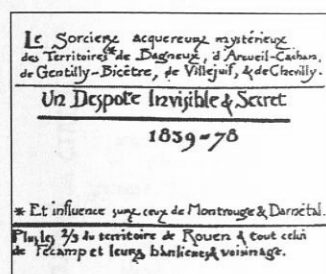 Le Sorcier acquereur mystérieux
des Territoires* de Bagneux, d'Arcueil-Cachan,
de Gentilly-Bicêtre, de Villejuif, & de Chevilly.
Un Despote Invisible & Secret
1839-78
* Et influence sur ceux de Montrouge & Darnétal.
Plus les 2/3 du territoire de Rouen & tout celui
de Fécamp et leurs banlieues & voisinage.